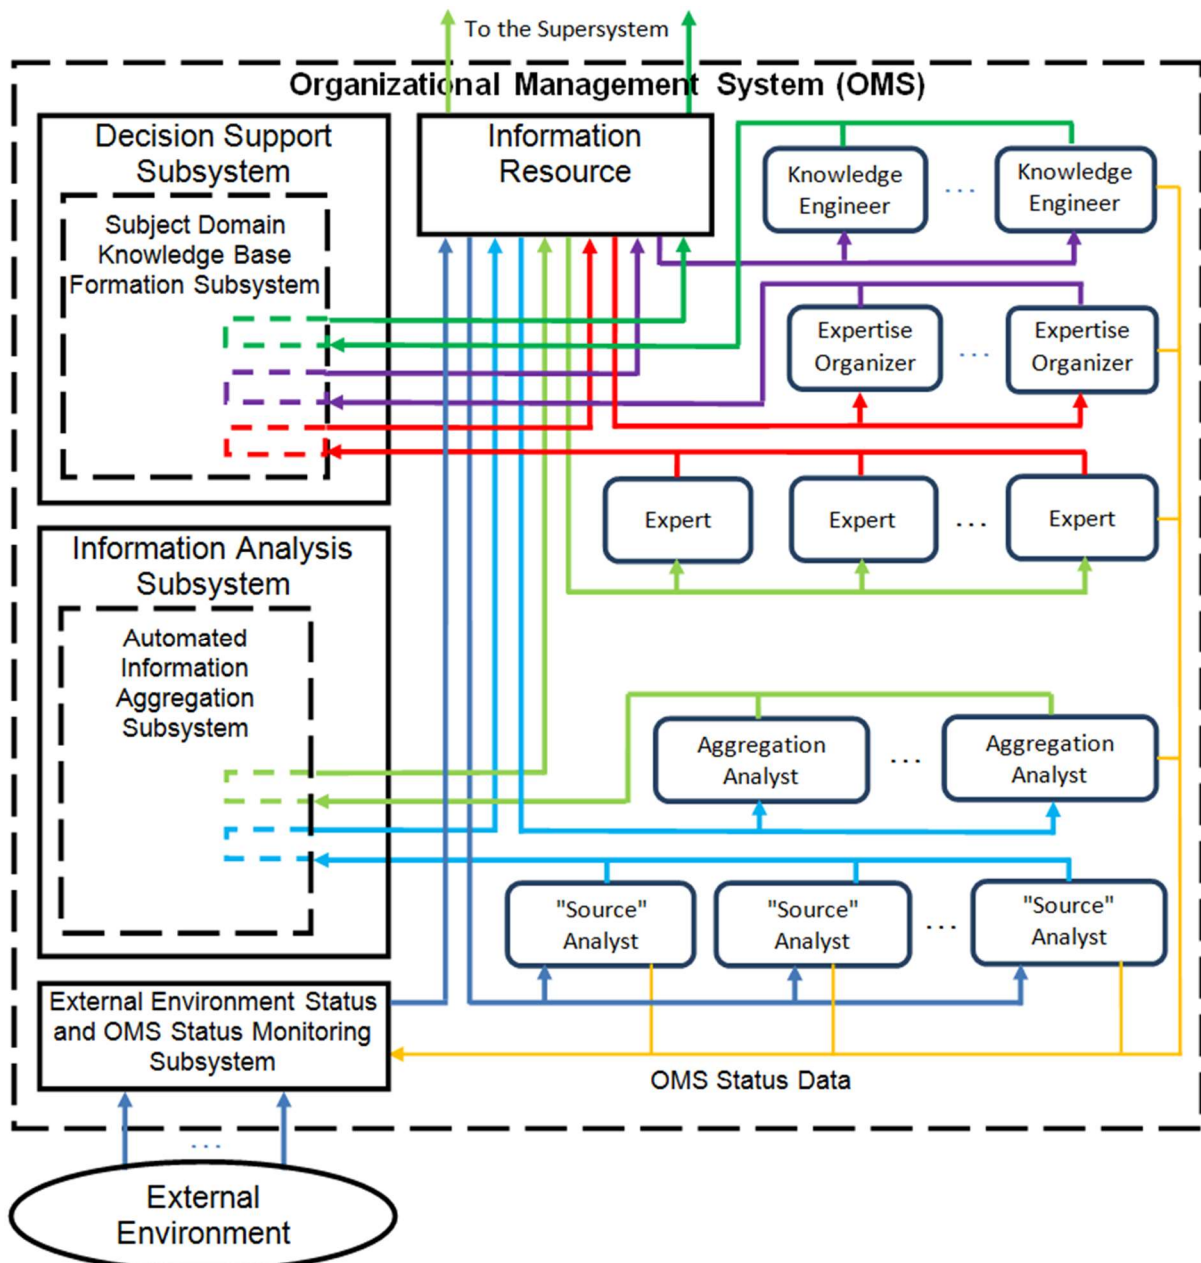 To the Supersystem
Organizational Management System (OMS)
Decision Support
Subsystem
Subject Domain
Knowledge Base
Formation Subsystem
Information
Resource
Knowledge
Engineer
...
Knowledge
Engineer
Expertise
Organizer
...
Expertise
Organizer
Expert
Expert
...
Expert
Information Analysis
Subsystem
Automated
Information
Aggregation
Subsystem
Aggregation
Analyst
...
Aggregation
Analyst
"Source"
Analyst
"Source"
Analyst
...
"Source"
Analyst
External Environment Status
and OMS Status Monitoring
Subsystem
OMS Status Data
...
External
Environment